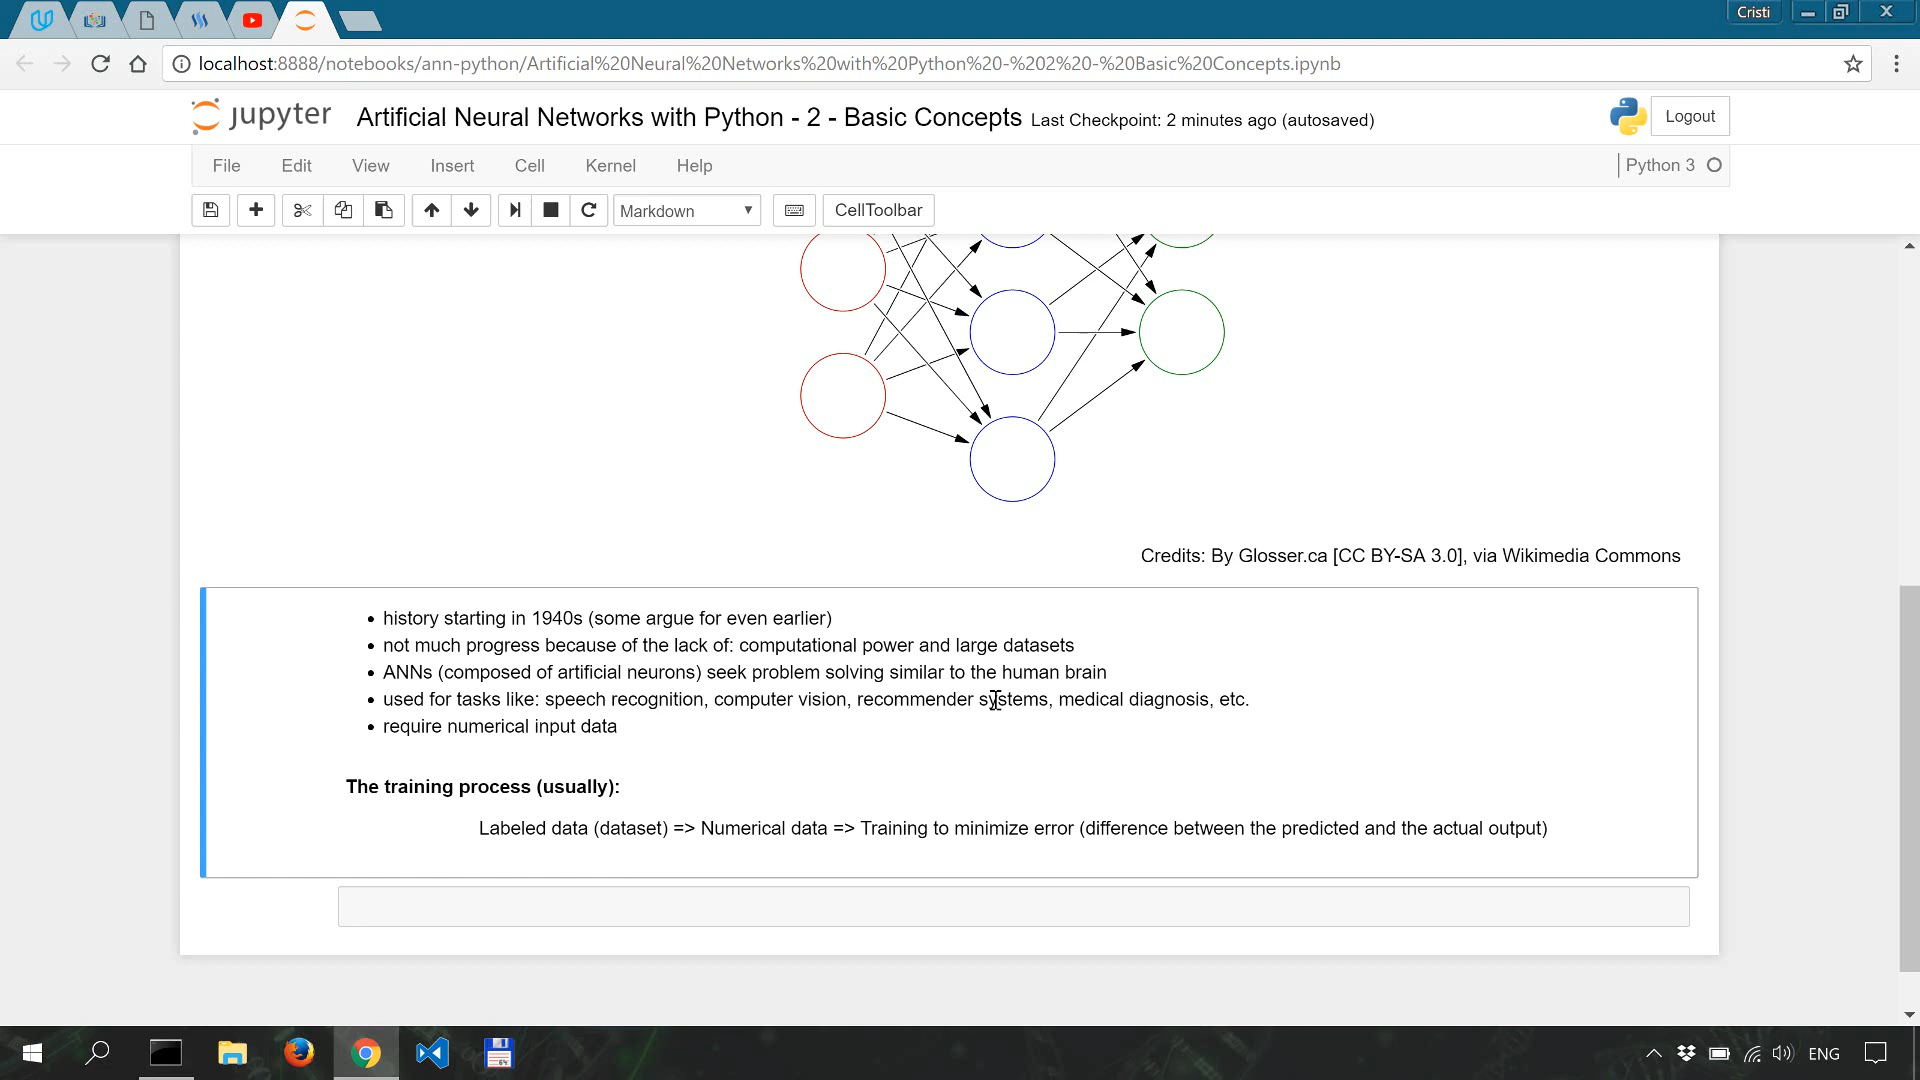 Cristi
localhost:8888/notebooks/ann-python/Artificial%20Neural%20Networks%20with%20Python%20-%202%20-%20Basic%20Concepts.ipynb
jupyter Artificial Neural Networks with Python - 2 - Basic Concepts Last Checkpoint: 2 minutes ago (autosaved) Logout
File Edit View Insert Cell Kernel Help Python 3
Markdown CellToolbar
Credits: By Glosser.ca [CC BY-SA 3.0], via Wikimedia Commons
• history starting in 1940s (some argue for even earlier)
• not much progress because of the lack of: computational power and large datasets
• ANNs (composed of artificial neurons) seek problem solving similar to the human brain
• used for tasks like: speech recognition, computer vision, recommender systems, medical diagnosis, etc.
• require numerical input data
The training process (usually):
Labeled data (dataset) => Numerical data => Training to minimize error (difference between the predicted and the actual output)
64
ENG